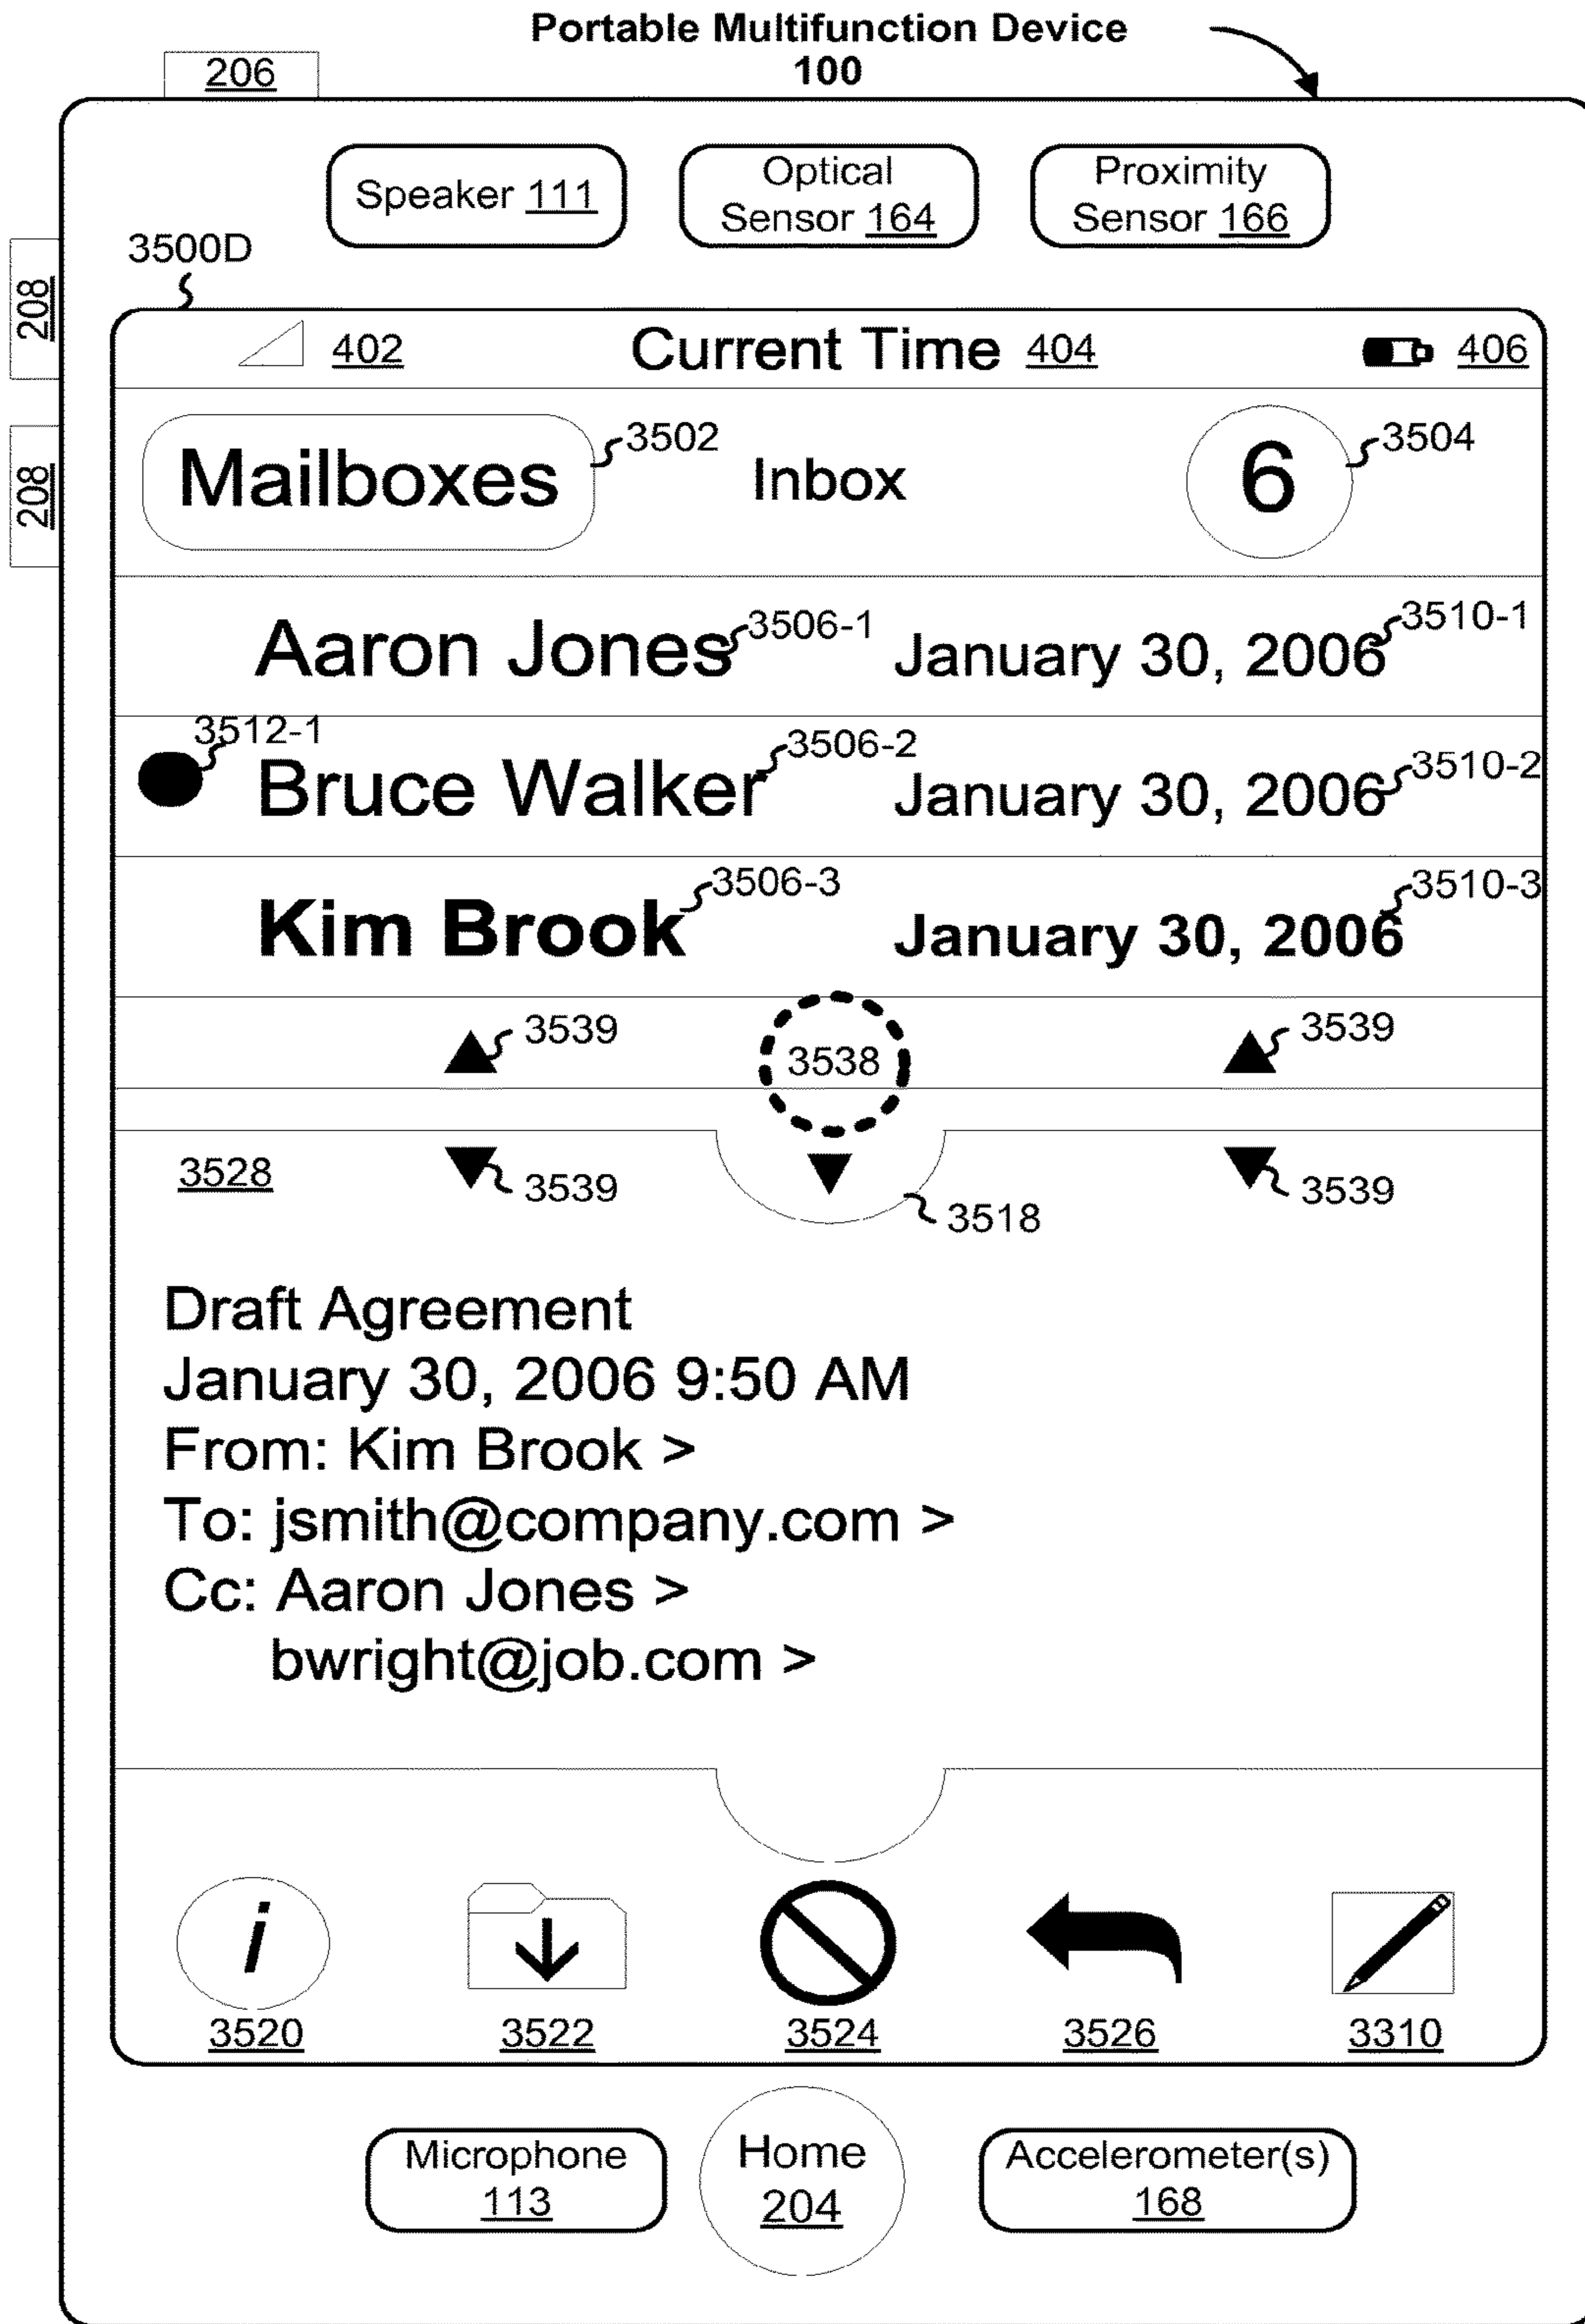 Portable Multifunction Device
100
206
Speaker 111
Optical
Sensor 164
Proximity
Sensor 166
3500D
208
208
402
Current Time 404
406
Mailboxes
3502
Inbox
6
3504
Aaron Jones
3506-1
January 30, 2006
3510-1
3512-1
Bruce Walker
3506-2
January 30, 2006
3510-2
Kim Brook
3506-3
January 30, 2006
3510-3
3539
3538
3539
3528
3539
3518
3539
Draft Agreement
January 30, 2006 9:50 AM
From: Kim Brook >
To: jsmith@company.com >
Cc: Aaron Jones >
bwright@job.com >
i
3520
3522
3524
3526
3310
Microphone
113
Home
204
Accelerometer(s)
168